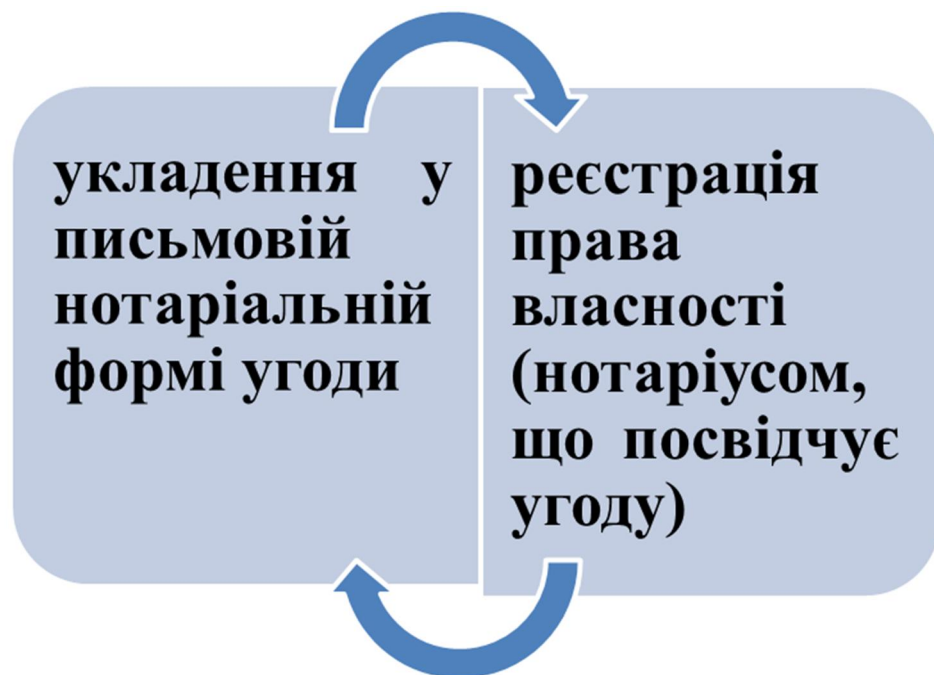 укладення у
письмовій
нотаріальній
формі угоди
реєстрація
права
власності
(нотаріусом,
що посвідчує
угоду)